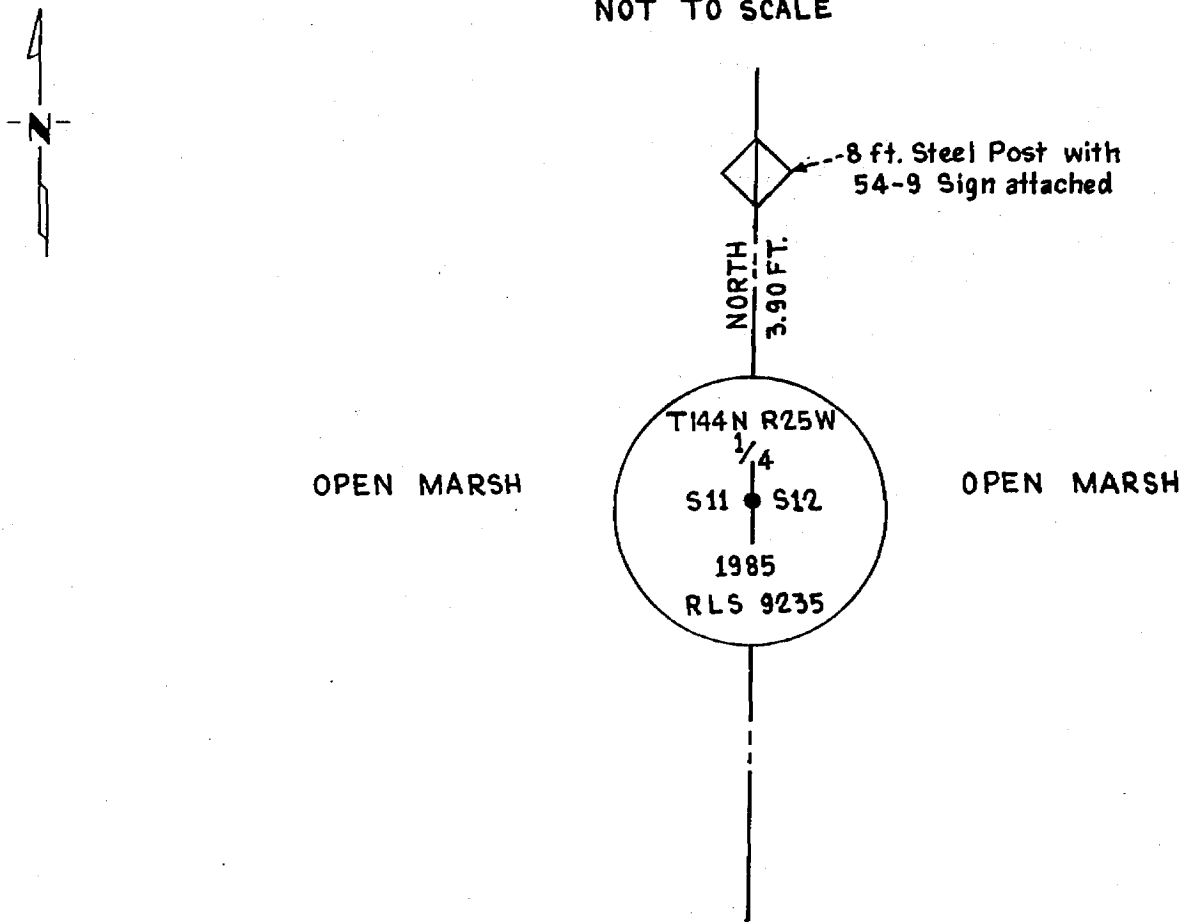 NOT TO SCALE
N
8 ft. Steel Post with
54-9 Sign attached
NORTH
3.90 FT.
T144N R25W
1/4
OPEN MARSH
S11 S12
OPEN MARSH
1985
RLS 9235